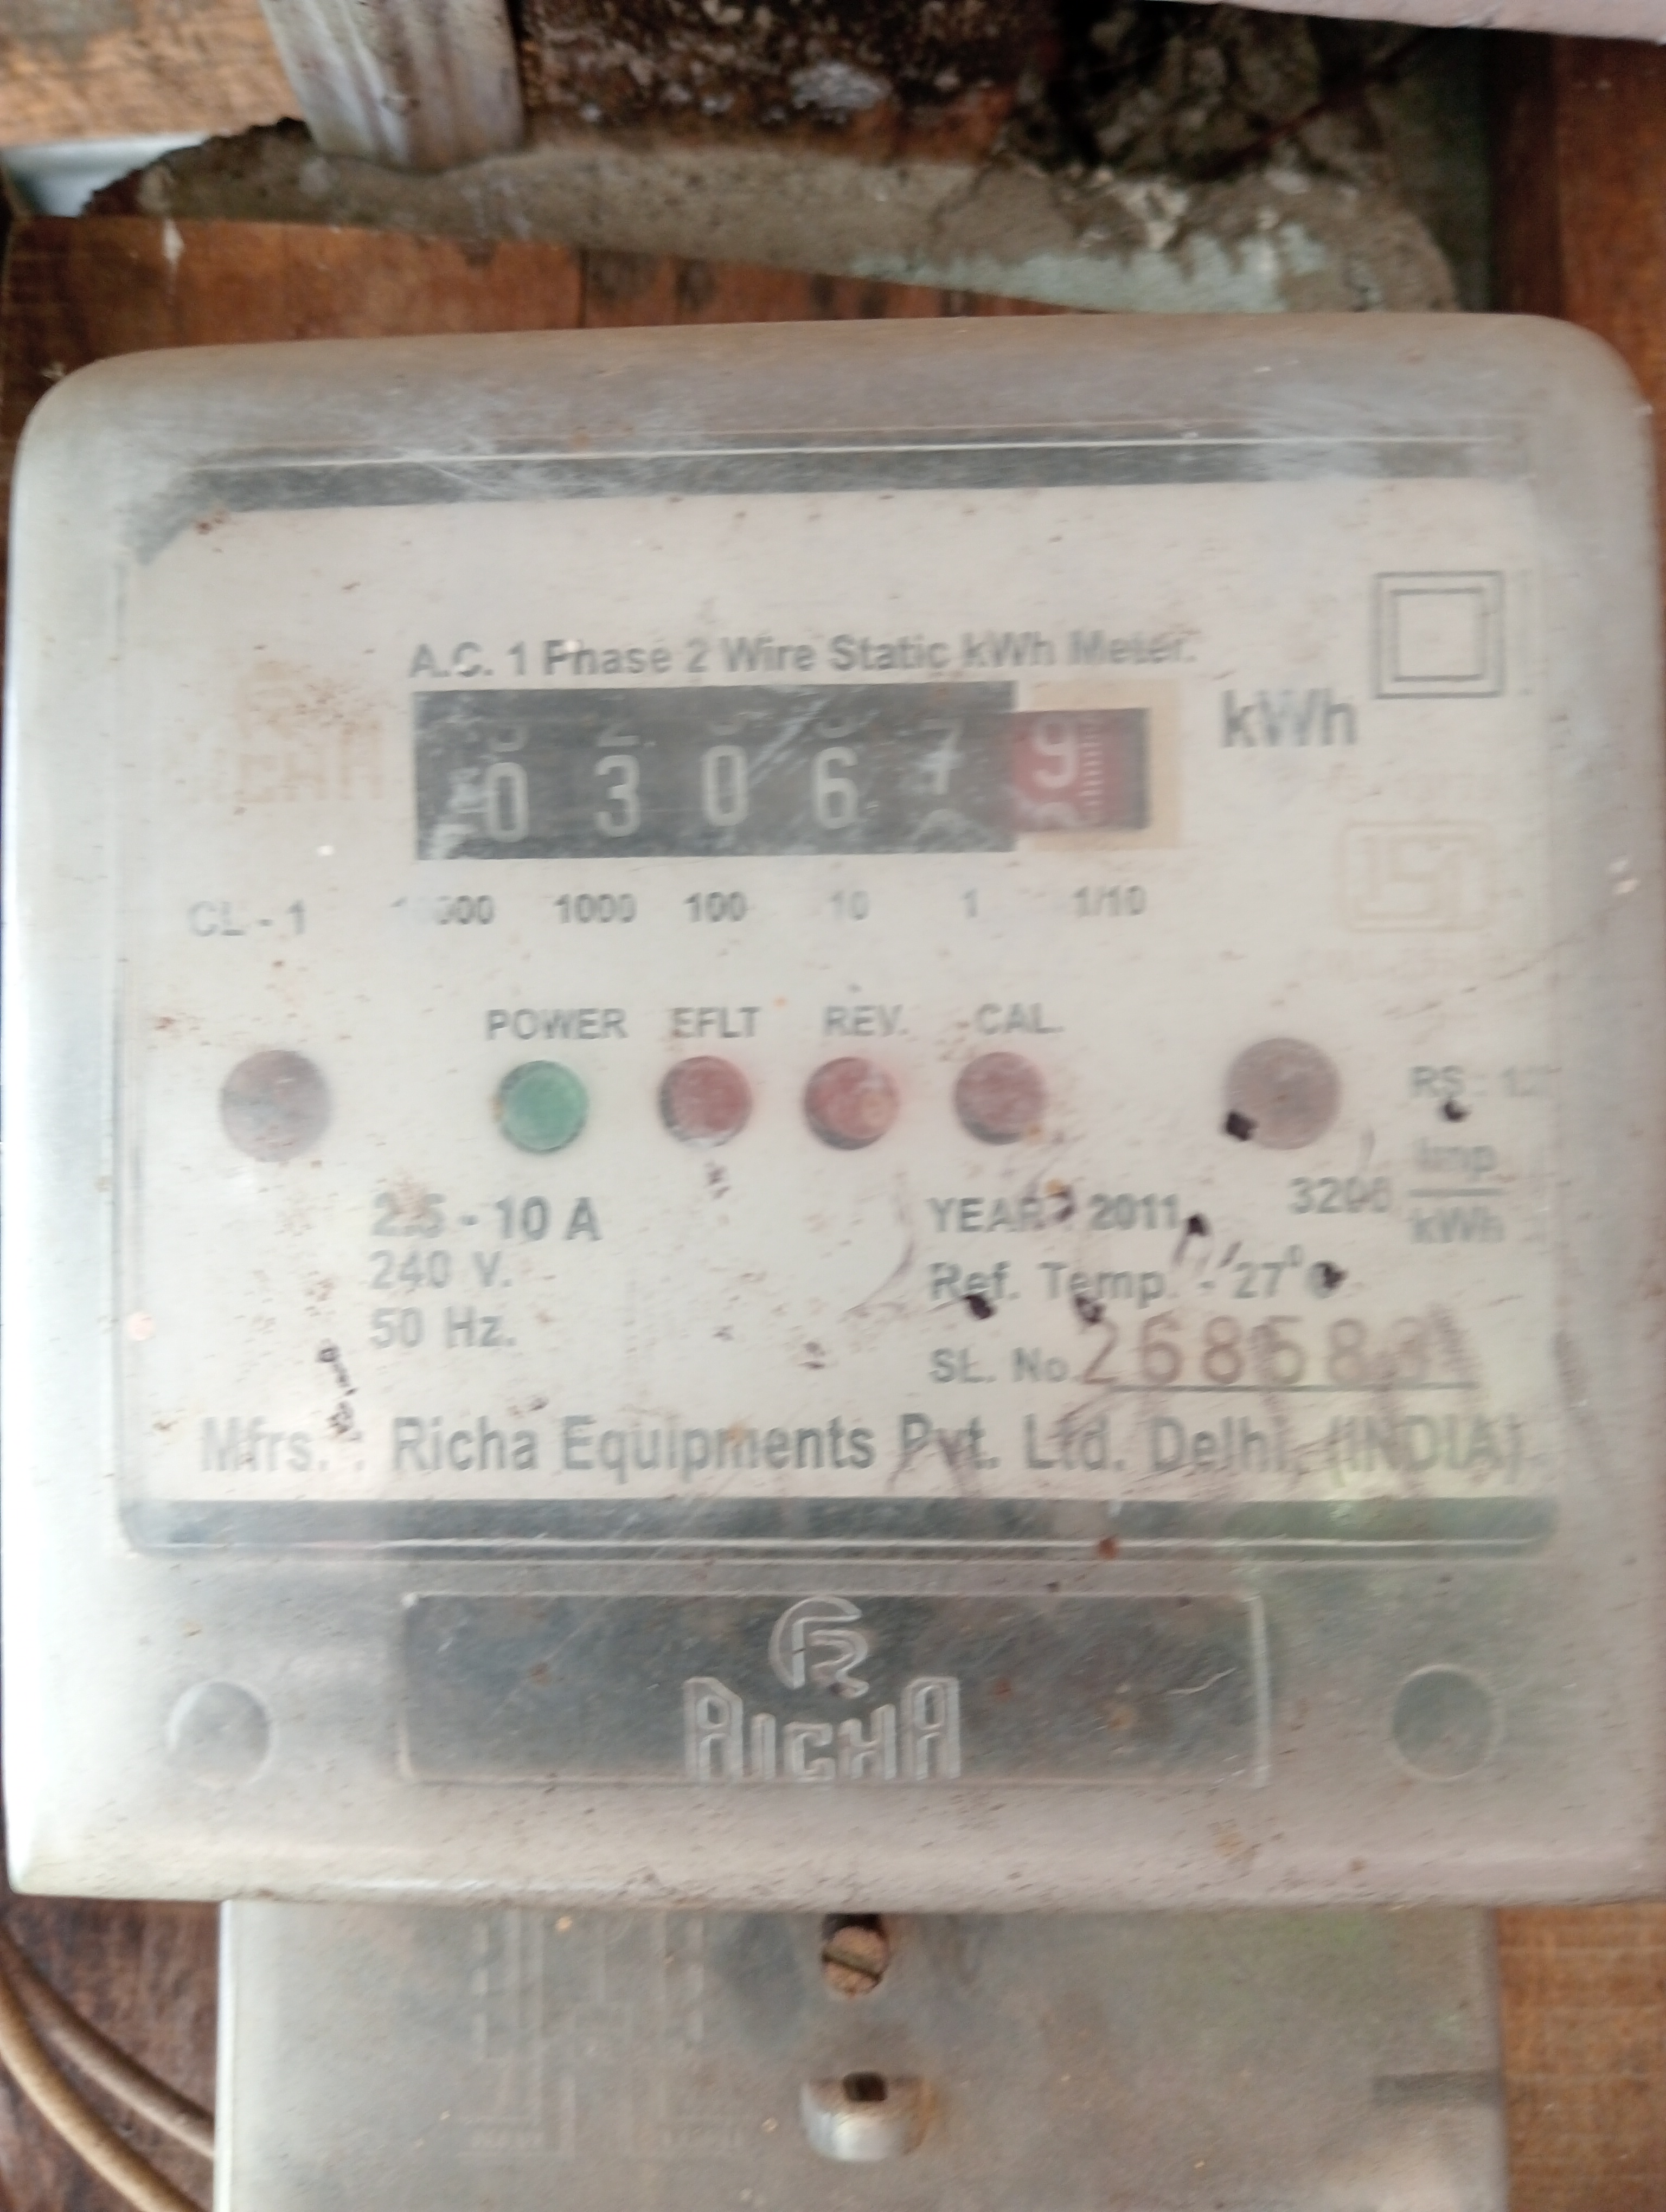 A.C. 1 Phase 2 Wire Static kWh Meter.
0 3 0 6 7 9 kWh
CL - 1 1000 100 10 1 1/10
POWER EFLT REV. CAL.
2.5 - 10 A
240 V.
50 Hz.
Imp
kWh
YEAR 2011
Ref. Temp. - 27°C
SL. No.
Mfrs. : Richa Equipments Pvt. Ltd. Delhi. (INDIA)
RICHA